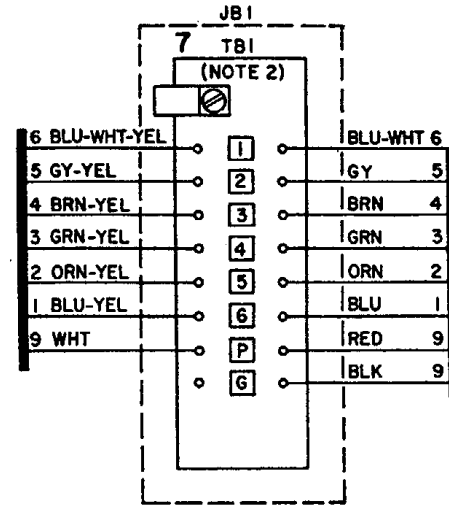 JB1
7 TB1
(NOTE 2)
6 BLU-WHT-YEL 1 BLU-WHT 6
5 GY-YEL 2 GY 5
4 BRN-YEL 3 BRN 4
3 GRN-YEL 4 GRN 3
2 ORN-YEL 5 ORN 2
1 BLU-YEL 6 BLU 1
9 WHT P RED 9
G BLK 9